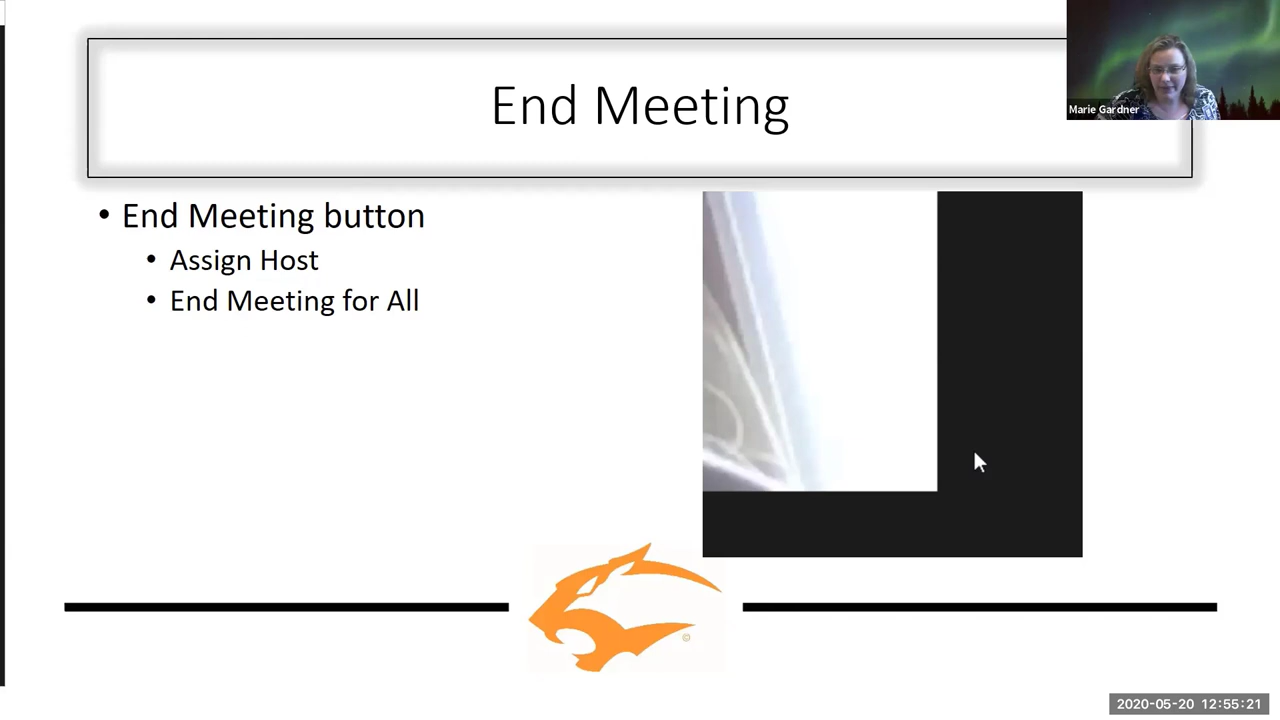 End Meeting
Marie Gardner
• End Meeting button
• Assign Host
• End Meeting for All
©
2020-05-20 12:55:21